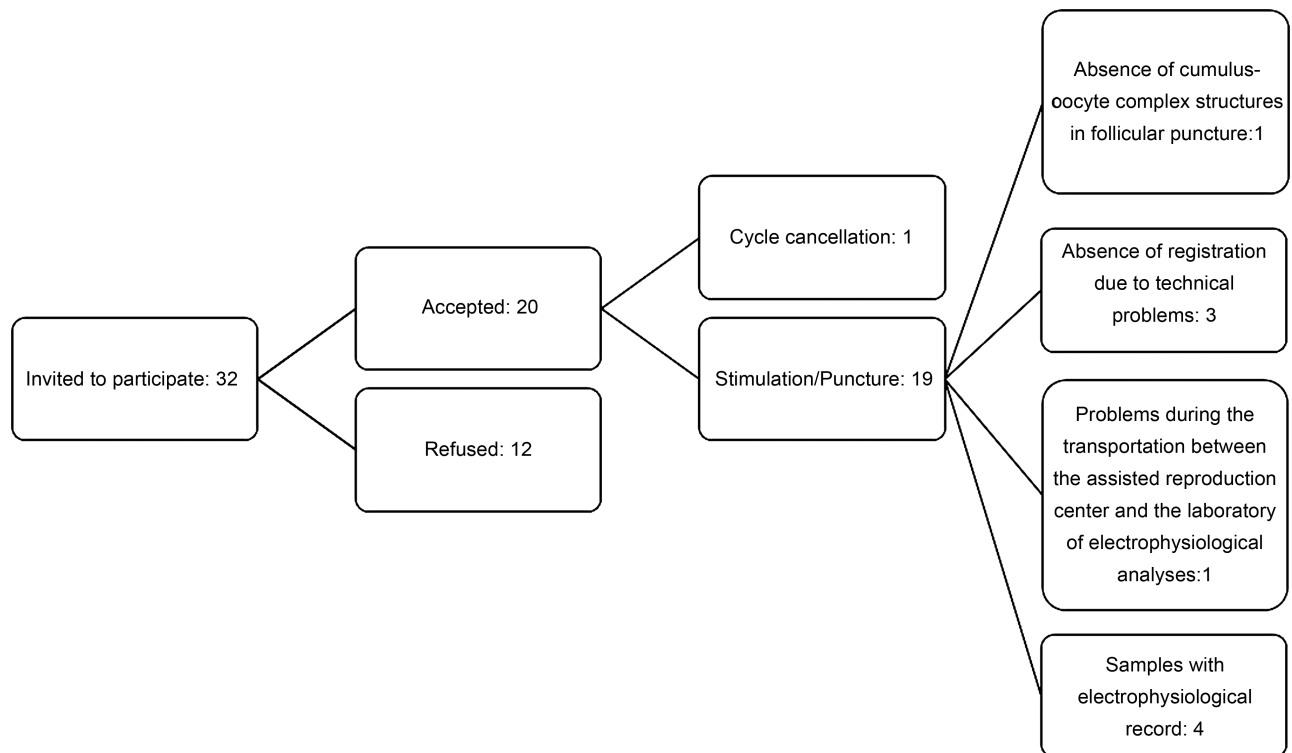 Invited to participate: 32
Accepted: 20
Refused: 12
Cycle cancellation: 1
Stimulation/Puncture: 19
Absence of cumulus-
oocyte complex structures
in follicular puncture:1
Absence of registration
due to technical
problems: 3
Problems during the
transportation between
the assisted reproduction
center and the laboratory
of electrophysiological
analyses:1
Samples with
electrophysiological
record: 4